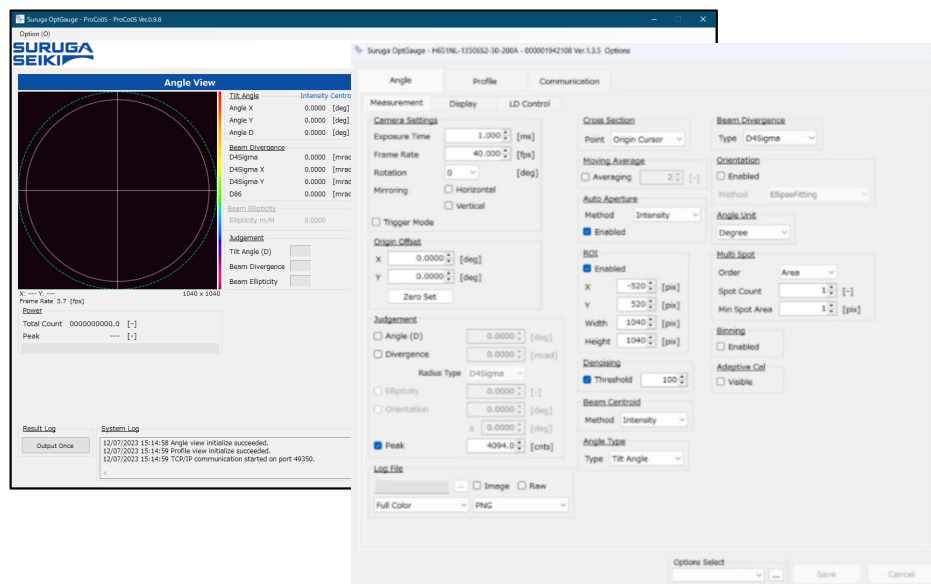 Suruga OptGauge - ProCo05 - ProCo05 Ver.0.9.8
Option (O)
SURUGA
SEIKI
Angle View
Tilt Angle Intensity Centro
Angle X 0.0000 [deg]
Angle Y 0.0000 [deg]
Angle D 0.0000 [deg]
Beam Divergence
D4Sigma 0.0000 [mrad
D4Sigma X 0.0000 [mrad
D4Sigma Y 0.0000 [mrad
D86 0.0000 [mrad
Beam Ellipticity
Ellipticity m/M 0.0000
Judgement
Tilt Angle (D)
Beam Divergence
Beam Ellipticity
X: --- Y: --- 1040 x 1040
Frame Rate 3.7 [fps]
Power
Total Count 0000000000.0 [-]
Peak --- [-]
Result Log
Output Once
System Log
12/07/2023 15:14:58 Angle view initialize succeeded.
12/07/2023 15:14:59 Profile view initialize succeeded.
12/07/2023 15:14:59 TCP/IP communication started on port 49350.
Suruga OptGauge - H651NL-1350652-30-200A - 000001942108 Ver.1.3.5 Options
Angle Profile Communication
Measurement Display LD Control
Camera Settings
Exposure Time 1.000 [ms]
Frame Rate 40.000 [fps]
Rotation 0 [deg]
Mirroring Horizontal
Vertical
Trigger Mode
Origin Offset
X 0.0000 [deg]
Y 0.0000 [deg]
Zero Set
Judgement
Angle (D) 0.0000 [deg]
Divergence 0.0000 [mrad]
Radius Type D4Sigma
Ellipticity 0.0000 [-]
Orientation 0.0000 [deg]
± 0.0000 [deg]
Peak 4094.0 [cnts]
Log File
... Image Raw
Full Color PNG
Cross Section
Point Origin Cursor
Moving Average
Averaging 2 [-]
Auto Aperture
Method Intensity
Enabled
ROI
Enabled
X -520 [pix]
Y 520 [pix]
Width 1040 [pix]
Height 1040 [pix]
Denoising
Threshold 100
Beam Centroid
Method Intensity
Angle Type
Type Tilt Angle
Beam Divergence
Type D4Sigma
Orientation
Enabled
Method EllipseFitting
Angle Unit
Degree
Multi Spot
Order Area
Spot Count 1 [-]
Min Spot Area 1 [pix]
Binning
Enabled
Adaptive Cal
Visible
Options Select
... Save Cancel